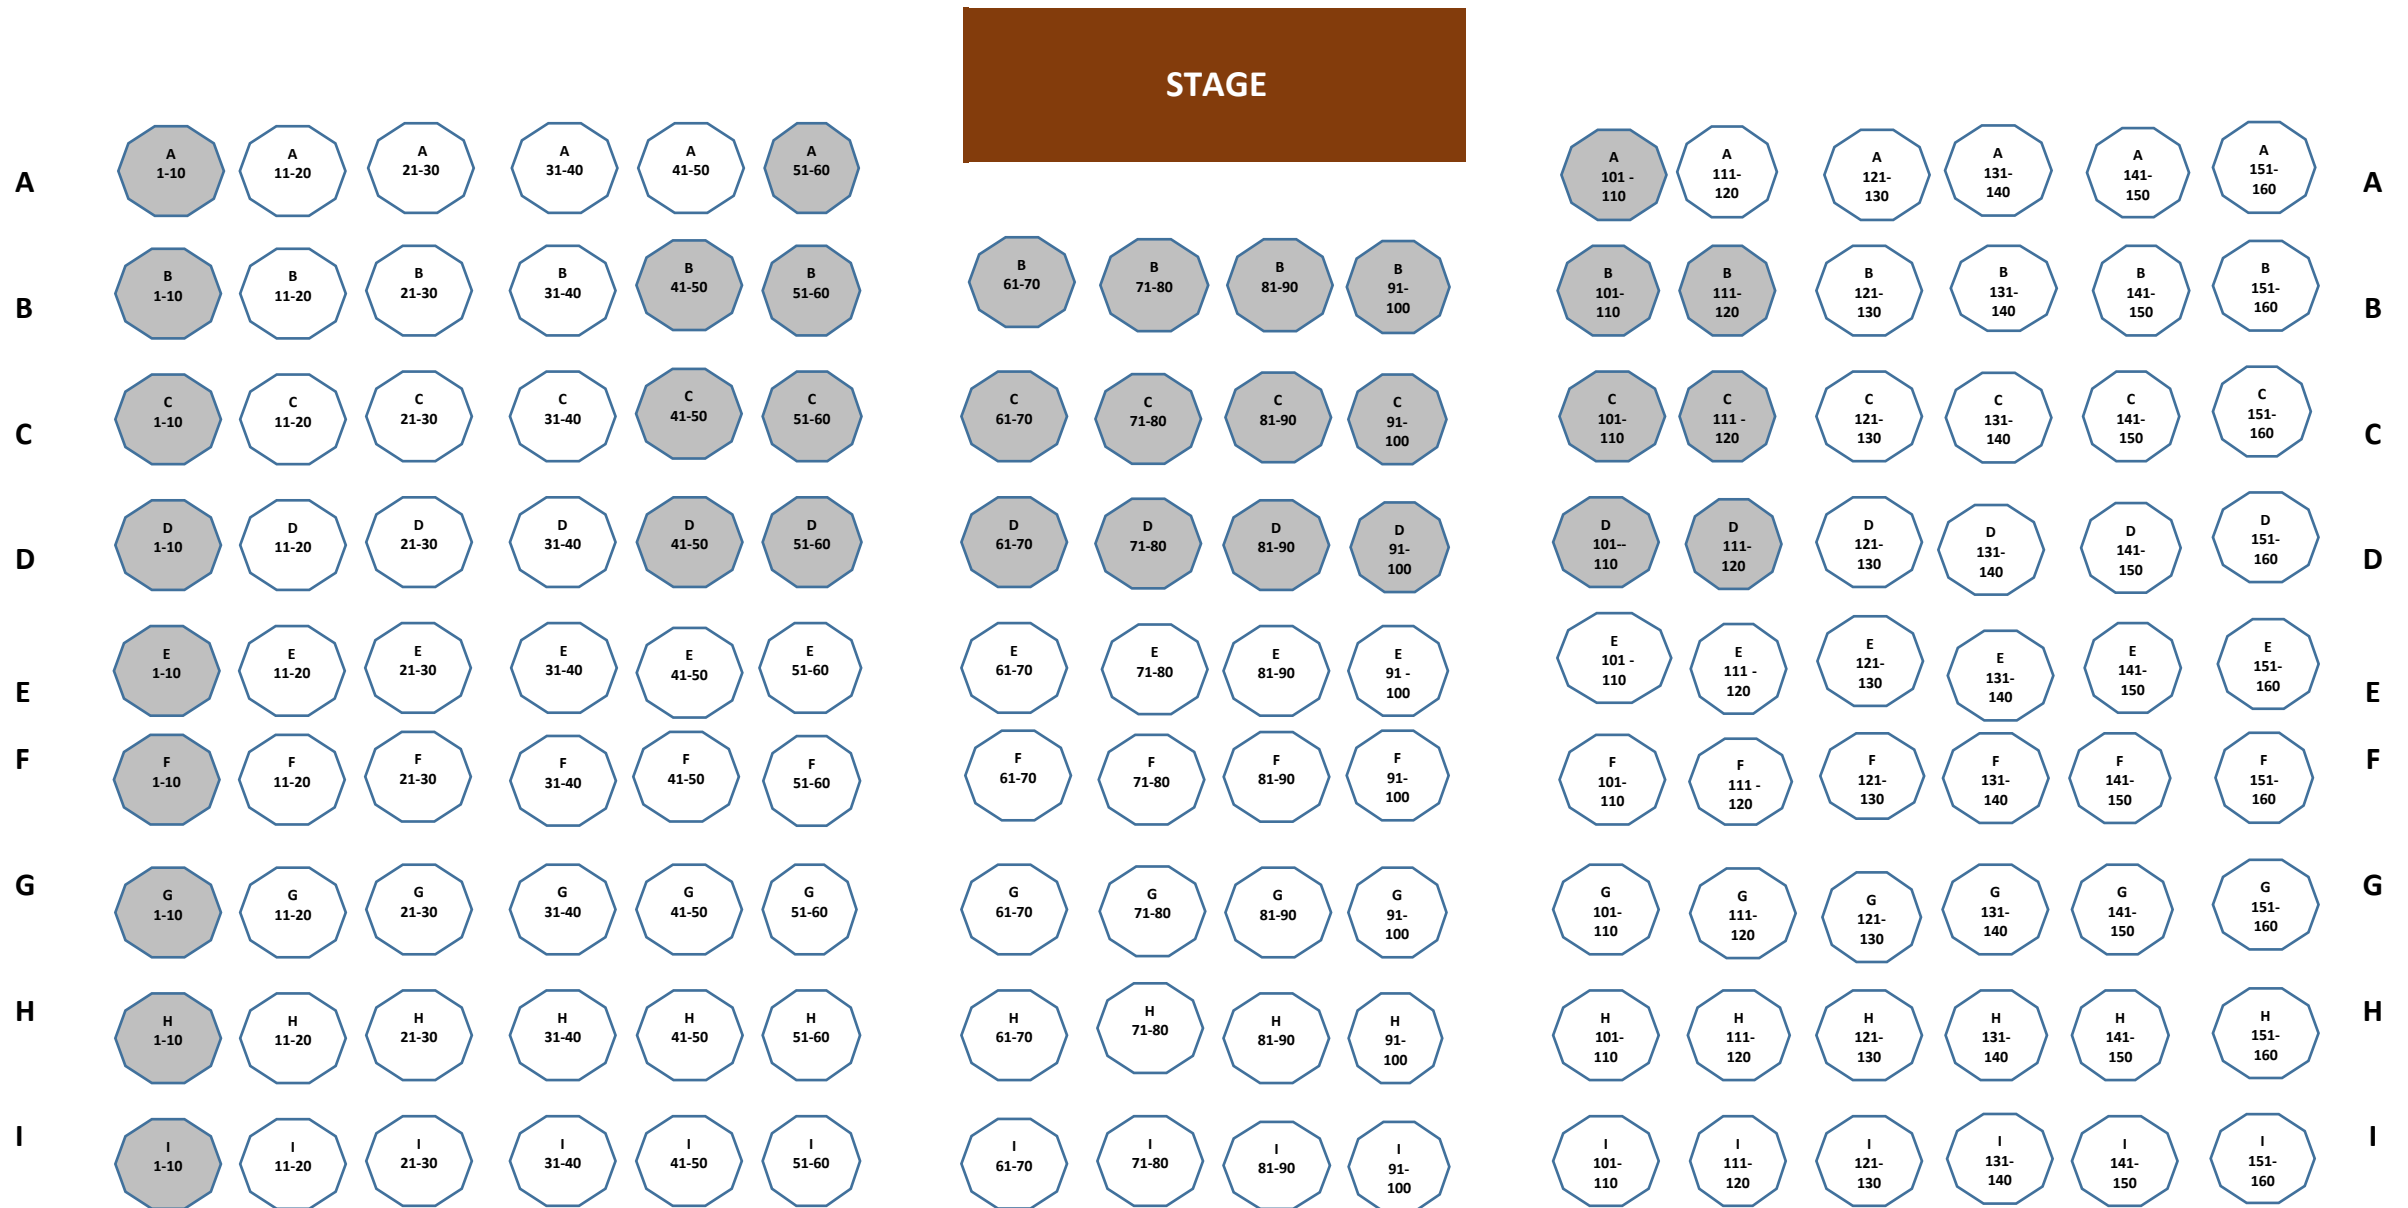 STAGE
A
A
1-10
A
11-20
A
21-30
A
31-40
A
41-50
A
51-60
A
101 -
110
A
111-
120
A
121-
130
A
131-
140
A
141-
150
A
151-
160
A
B
B
1-10
B
11-20
B
21-30
B
31-40
B
41-50
B
51-60
B
61-70
B
71-80
B
81-90
B
91-
100
B
101-
110
B
111-
120
B
121-
130
B
131-
140
B
141-
150
B
151-
160
B
C
C
1-10
C
11-20
C
21-30
C
31-40
C
41-50
C
51-60
C
61-70
C
71-80
C
81-90
C
91-
100
C
101-
110
C
111 -
120
C
121-
130
C
131-
140
C
141-
150
C
151-
160
C
D
D
1-10
D
11-20
D
21-30
D
31-40
D
41-50
D
51-60
D
61-70
D
71-80
D
81-90
D
91-
100
D
101--
110
D
111-
120
D
121-
130
D
131-
140
D
141-
150
D
151-
160
D
E
E
1-10
E
11-20
E
21-30
E
31-40
E
41-50
E
51-60
E
61-70
E
71-80
E
81-90
E
91 -
100
E
101 -
110
E
111 -
120
E
121-
130
E
131-
140
E
141-
150
E
151-
160
E
F
F
1-10
F
11-20
F
21-30
F
31-40
F
41-50
F
51-60
F
61-70
F
71-80
F
81-90
F
91-
100
F
101-
110
F
111 -
120
F
121-
130
F
131-
140
F
141-
150
F
151-
160
F
G
G
1-10
G
11-20
G
21-30
G
31-40
G
41-50
G
51-60
G
61-70
G
71-80
G
81-90
G
91-
100
G
101-
110
G
111-
120
G
121-
130
G
131-
140
G
141-
150
G
151-
160
G
H
H
1-10
H
11-20
H
21-30
H
31-40
H
41-50
H
51-60
H
61-70
H
71-80
H
81-90
H
91-
100
H
101-
110
H
111-
120
H
121-
130
H
131-
140
H
141-
150
H
151-
160
H
I
I
1-10
I
11-20
I
21-30
I
31-40
I
41-50
I
51-60
I
61-70
I
71-80
I
81-90
I
91-
100
I
101-
110
I
111-
120
I
121-
130
I
131-
140
I
141-
150
I
151-
160
I